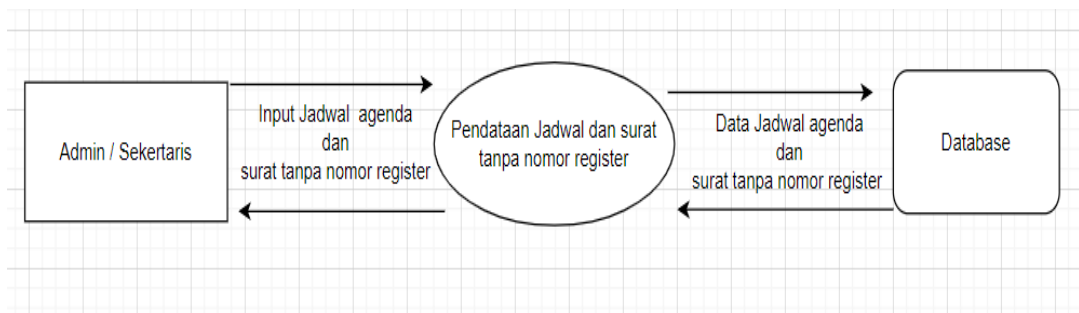 Admin / Sekertaris
Input Jadwal agenda
dan
surat tanpa nomor register
Pendataan Jadwal dan surat
tanpa nomor register
Data Jadwal agenda
dan
surat tanpa nomor register
Database